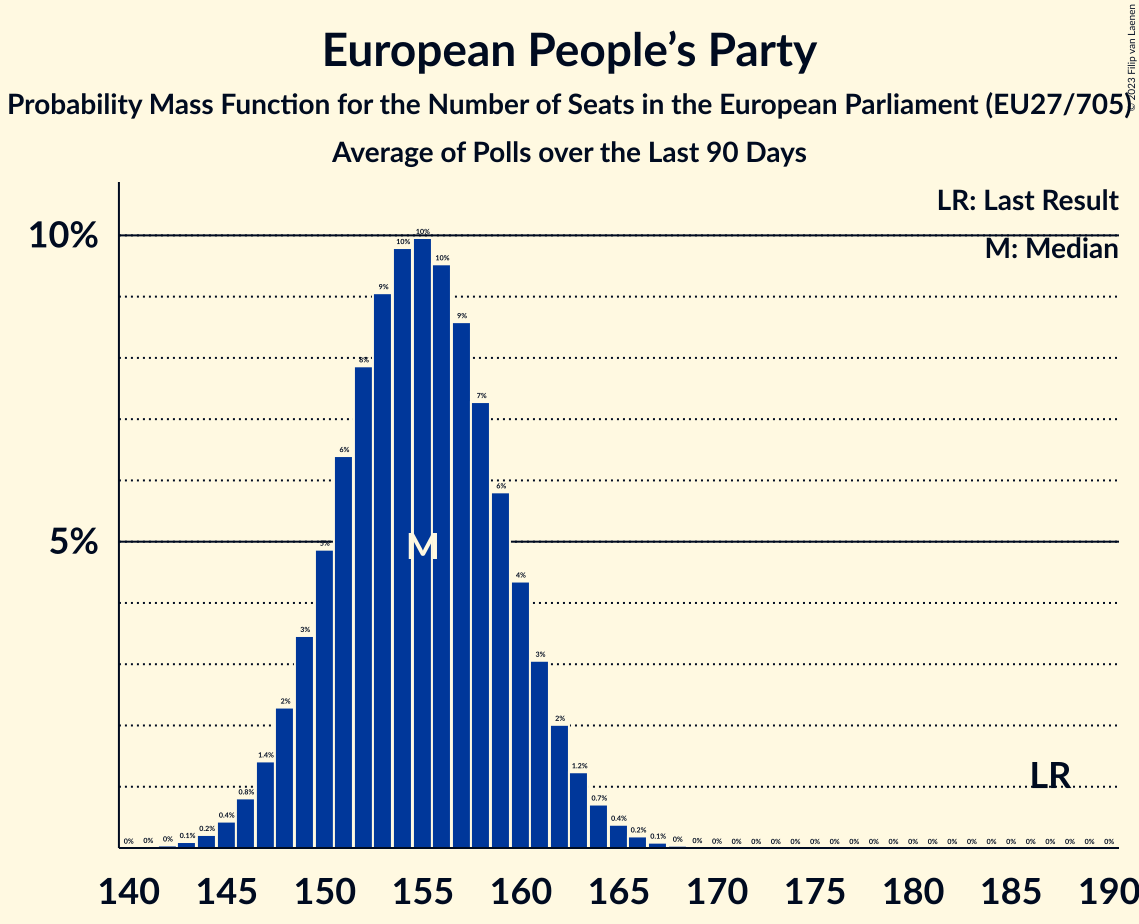 European People’s Party
Probability Mass Function for the Number of Seats in the European Parliament (EU27/705)
Average of Polls over the Last 90 Days
© 2023 Filip van Laenen
LR: Last Result
M: Median
10%
5%
0% 0% 0% 0.1% 0.2% 0.4% 0.8% 1.4% 2% 3% 5% 6% 8% 9% 10% 10% 10% 9% 7% 6% 4% 3% 2% 1.2% 0.7% 0.4% 0.2% 0.1% 0% 0% 0% 0% 0% 0% 0% 0% 0% 0% 0% 0% 0% 0% 0% 0% 0% 0% 0% 0% 0% 0% 0%
M
LR
140 145 150 155 160 165 170 175 180 185 190